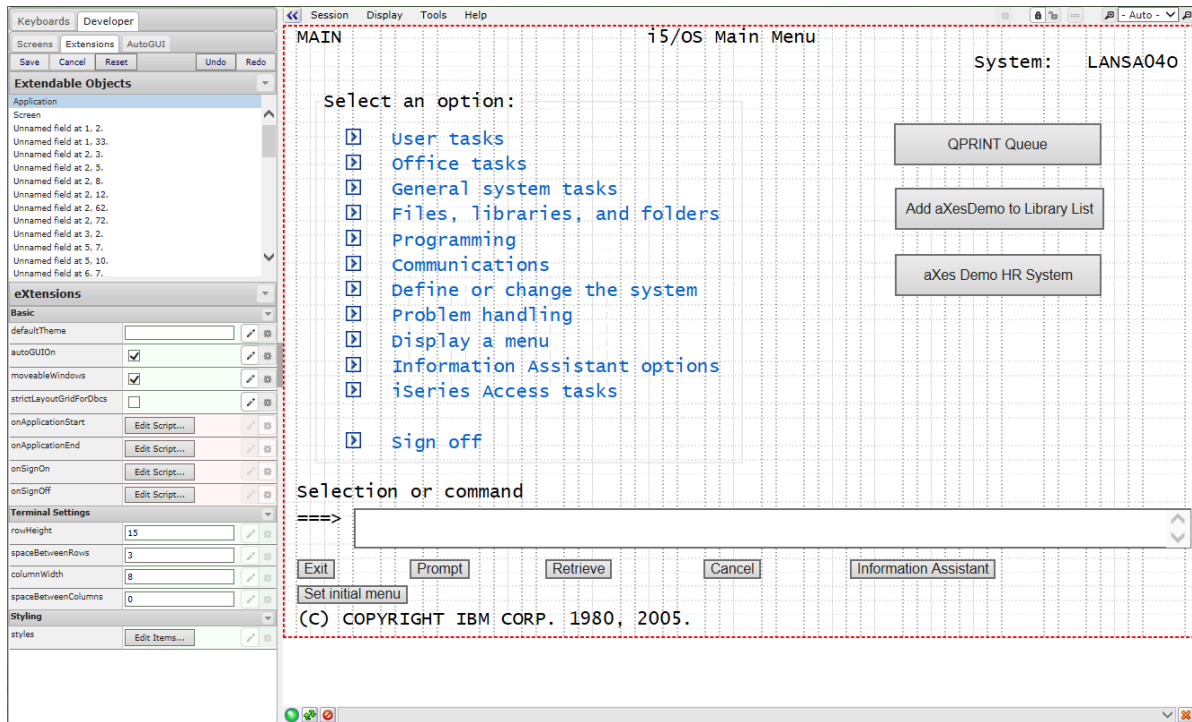 Keyboards Developer
Screens Extensions AutoGUI
Save Cancel Reset Undo Redo
Extendable Objects
Application
Screen
Unnamed field at 1, 2.
Unnamed field at 1, 33.
Unnamed field at 2, 3.
Unnamed field at 2, 5.
Unnamed field at 2, 8.
Unnamed field at 2, 12.
Unnamed field at 2, 62.
Unnamed field at 2, 72.
Unnamed field at 3, 2.
Unnamed field at 5, 7.
Unnamed field at 5, 10.
Unnamed field at 6, 7.
eXtensions
Basic
defaultTheme
autoGUIOn
moveableWindows
strictLayoutGridForDbcs
onApplicationStart Edit Script...
onApplicationEnd Edit Script...
onSignOn Edit Script...
onSignOff Edit Script...
Terminal Settings
rowHeight 15
spaceBetweenRows 3
columnWidth 8
spaceBetweenColumns 0
Styling
styles Edit Items...
Session Display Tools Help - Auto -
MAIN i5/OS Main Menu
System: LANSA04O
Select an option:
User tasks
Office tasks
General system tasks
Files, libraries, and folders
Programming
Communications
Define or change the system
Problem handling
Display a menu
Information Assistant options
iSeries Access tasks
Sign off
QPRINT Queue
Add aXesDemo to Library List
aXes Demo HR System
Selection or command
===>
Exit Prompt Retrieve Cancel Information Assistant
Set initial menu
(C) COPYRIGHT IBM CORP. 1980, 2005.